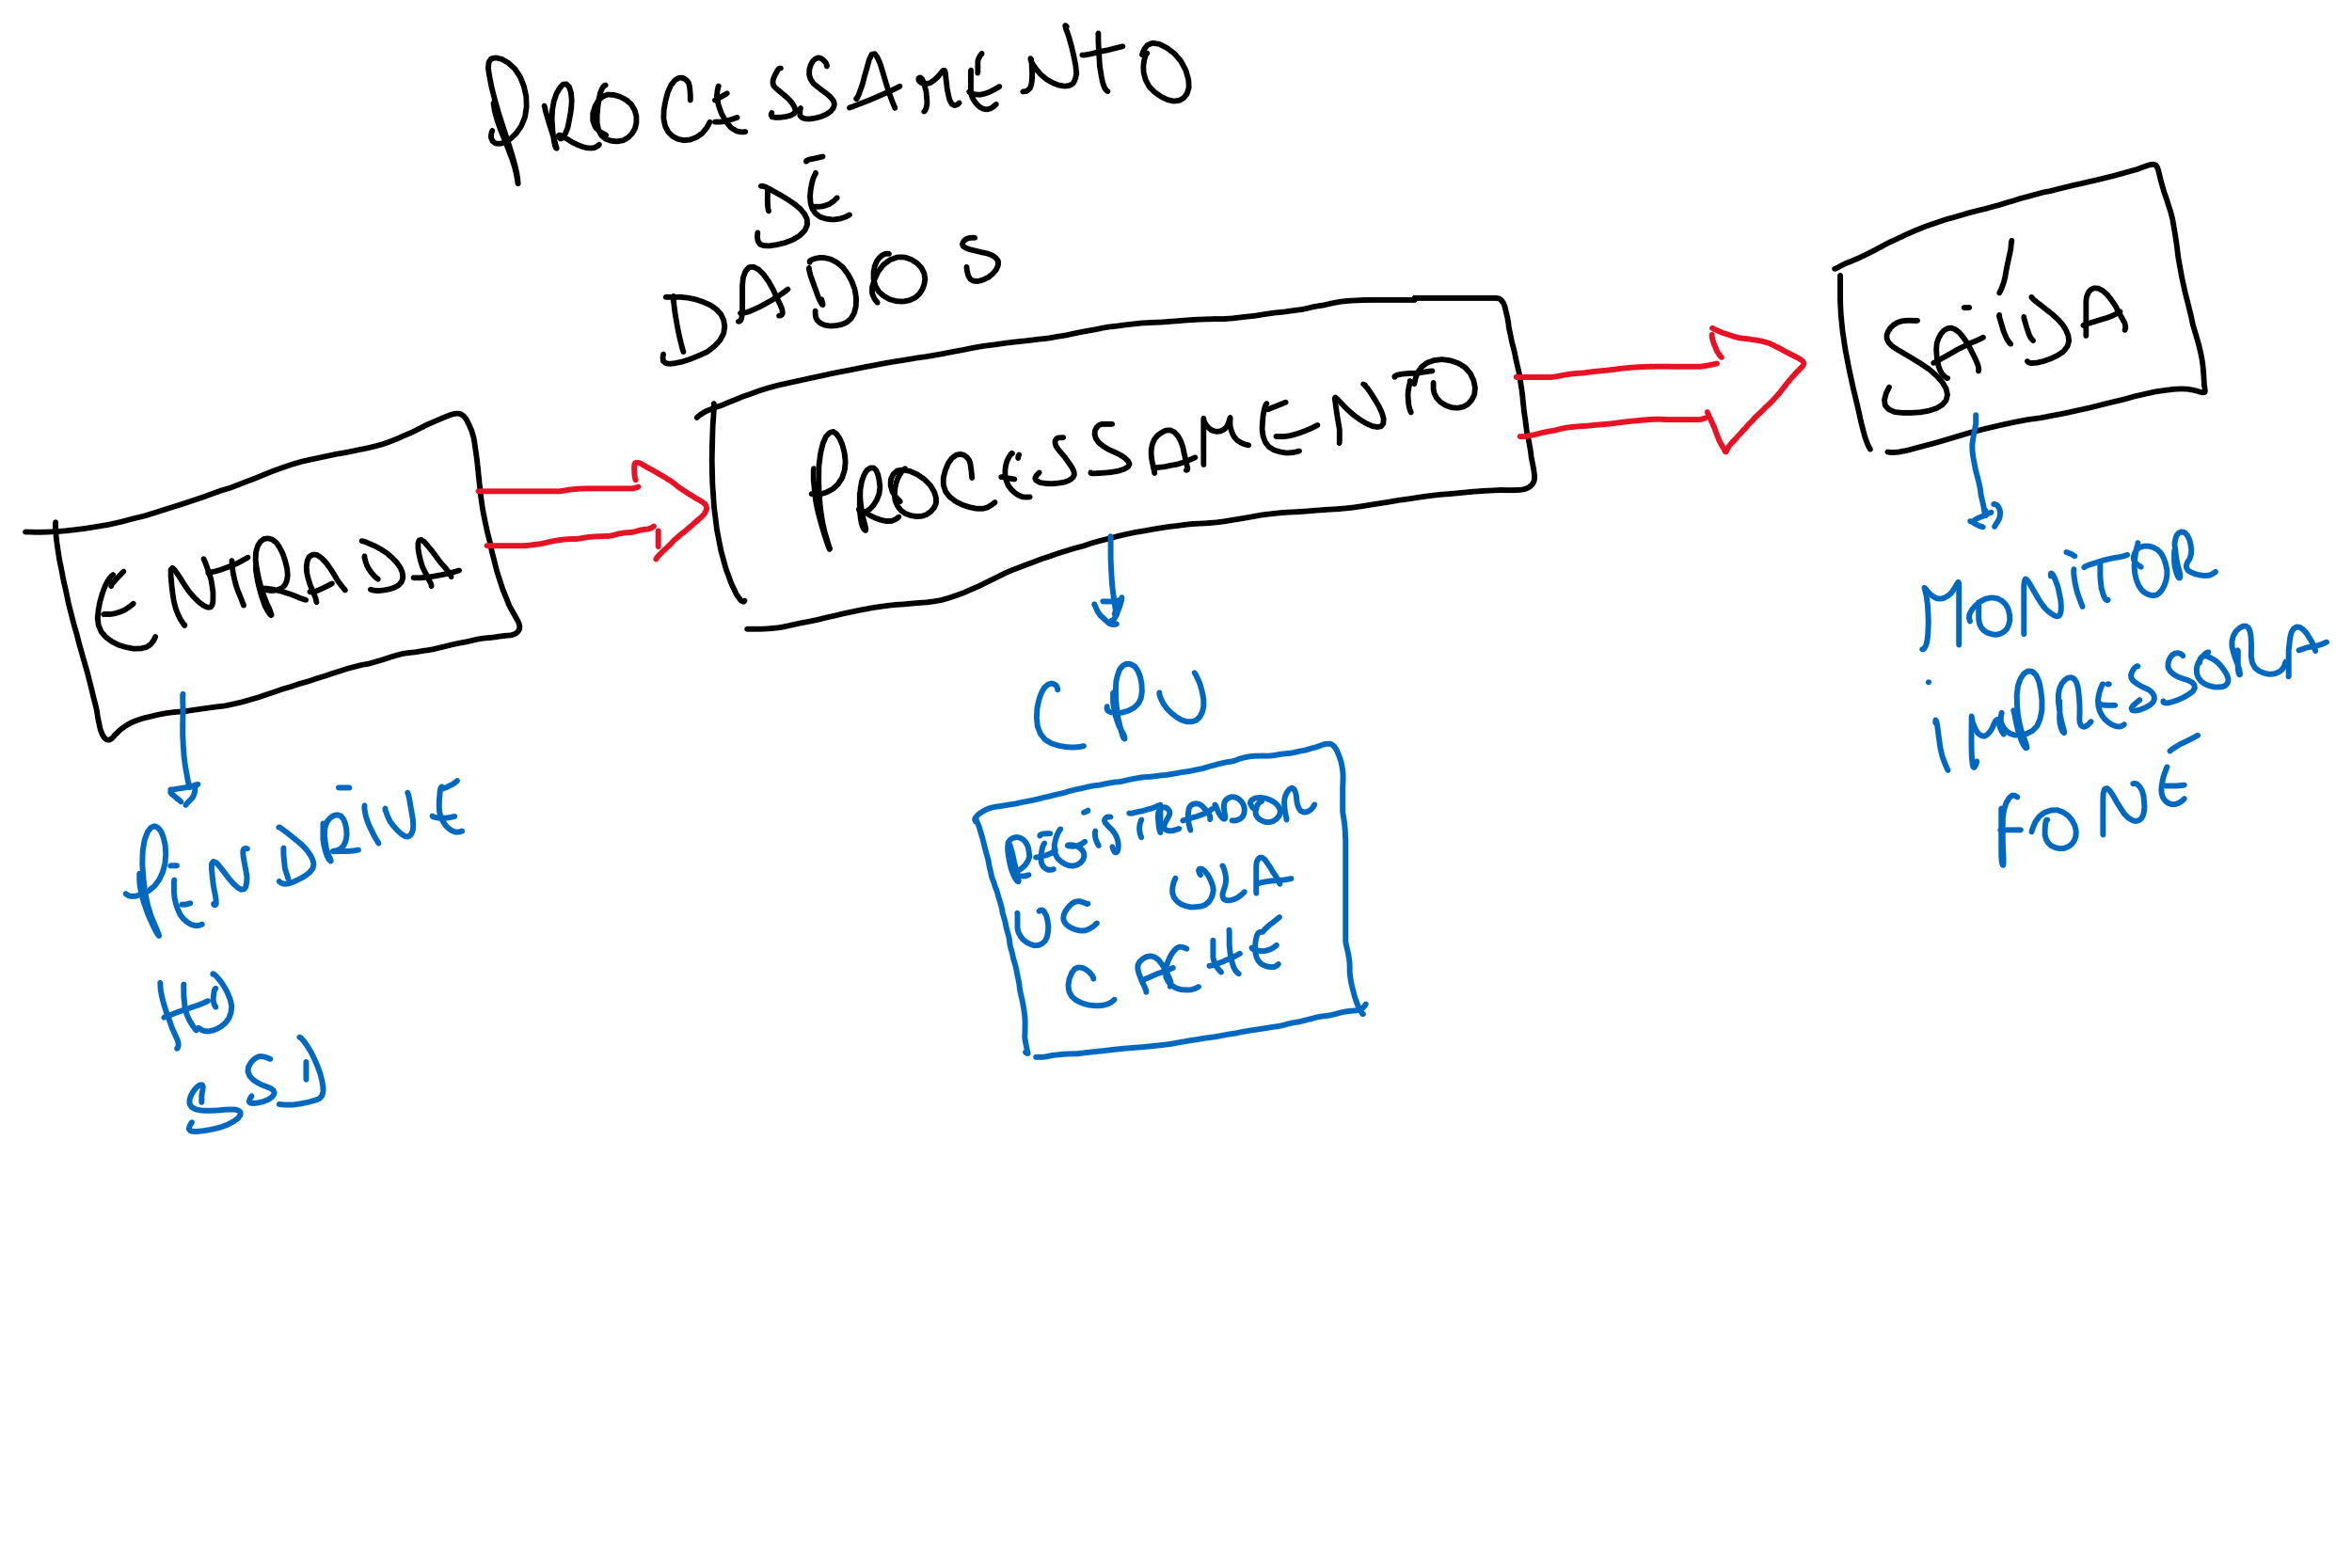 PROCESSAMENTO
DE
DADOS
ENTRADA
PROCESSAMENTO
SAÍDA
PENDRIVE
HD
SSD
CPU
REGISTRADOR
UC ULA
CACHE
MONITOR
IMPRESSORA
FONE